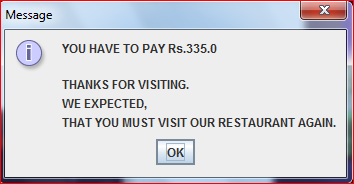 Message
YOU HAVE TO PAY Rs.335.0
THANKS FOR VISITING.
WE EXPECTED,
THAT YOU MUST VISIT OUR RESTAURANT AGAIN.
OK